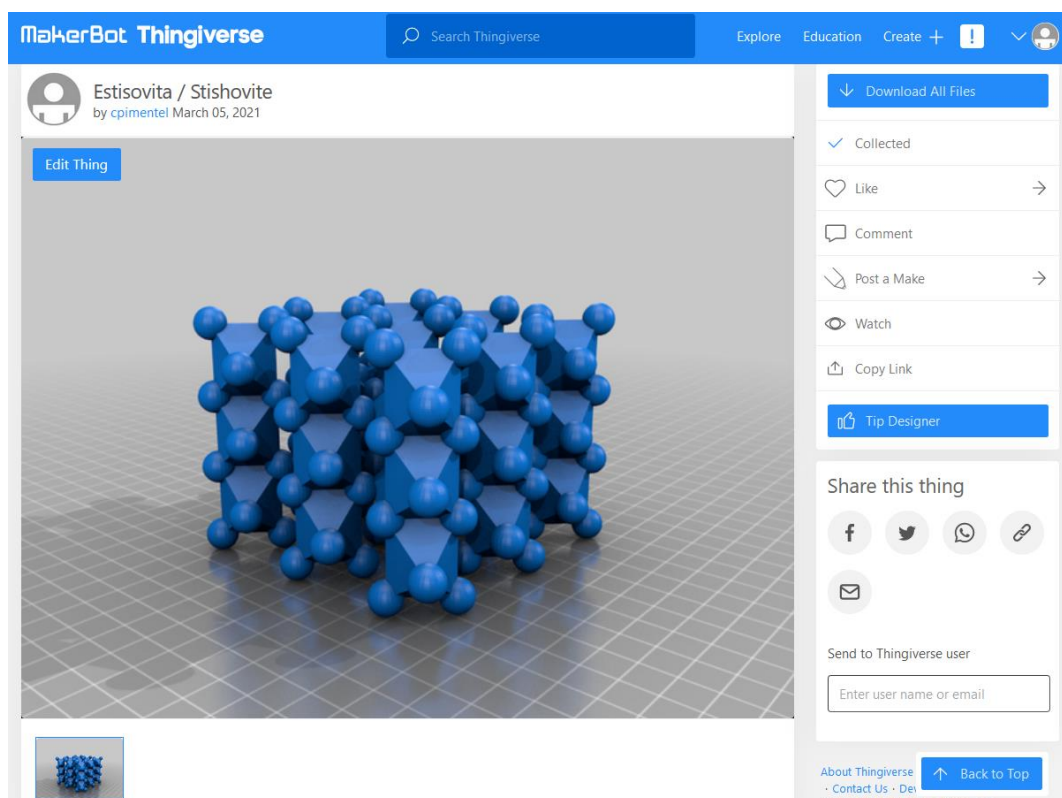 MakerBot Thingiverse
Search Thingiverse
Explore
Education
Create +
!
Estisovita / Stishovite
by cpimentel March 05, 2021
Edit Thing
Download All Files
Collected
Like
Comment
Post a Make
Watch
Copy Link
Tip Designer
Share this thing
Send to Thingiverse user
Enter user name or email
About Thingiverse
Back to Top
· Contact Us ·